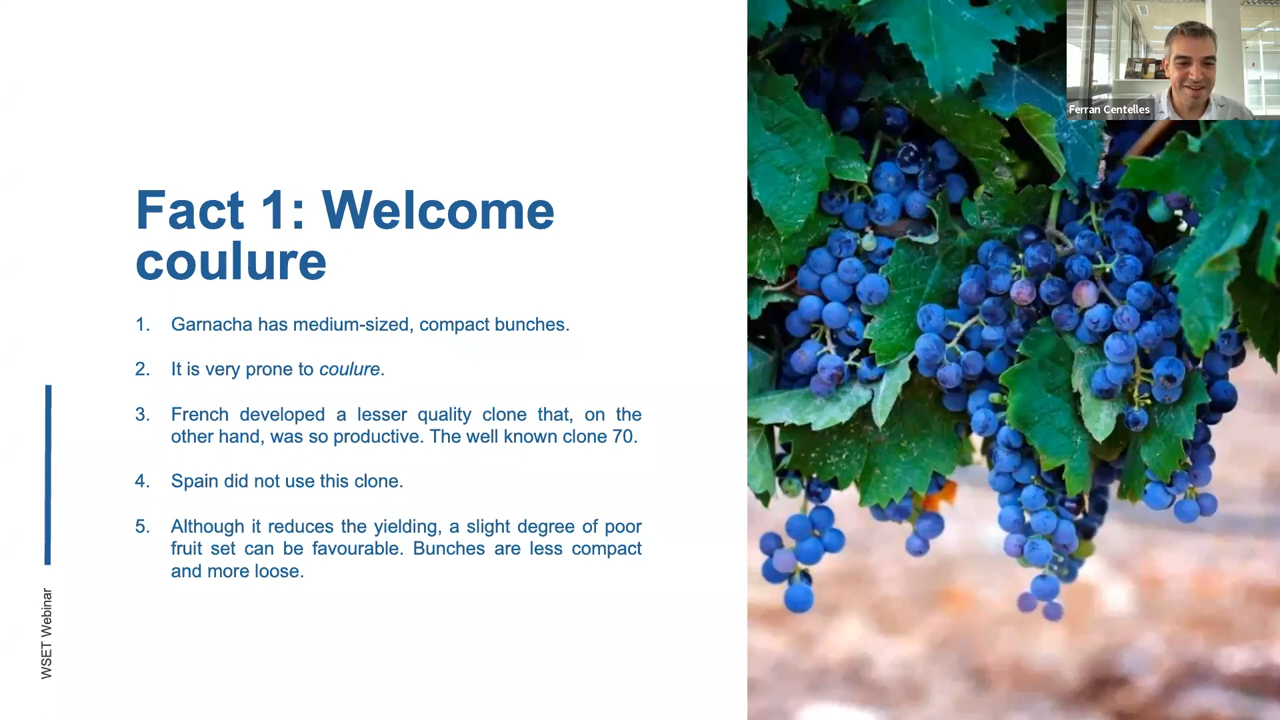 Ferran Centelles
Fact 1: Welcome
coulure
1. Garnacha has medium-sized, compact bunches.
2. It is very prone to coulure.
3. French developed a lesser quality clone that, on the
other hand, was so productive. The well known clone 70.
4. Spain did not use this clone.
5. Although it reduces the yielding, a slight degree of poor
fruit set can be favourable. Bunches are less compact
and more loose.
WSET Webinar